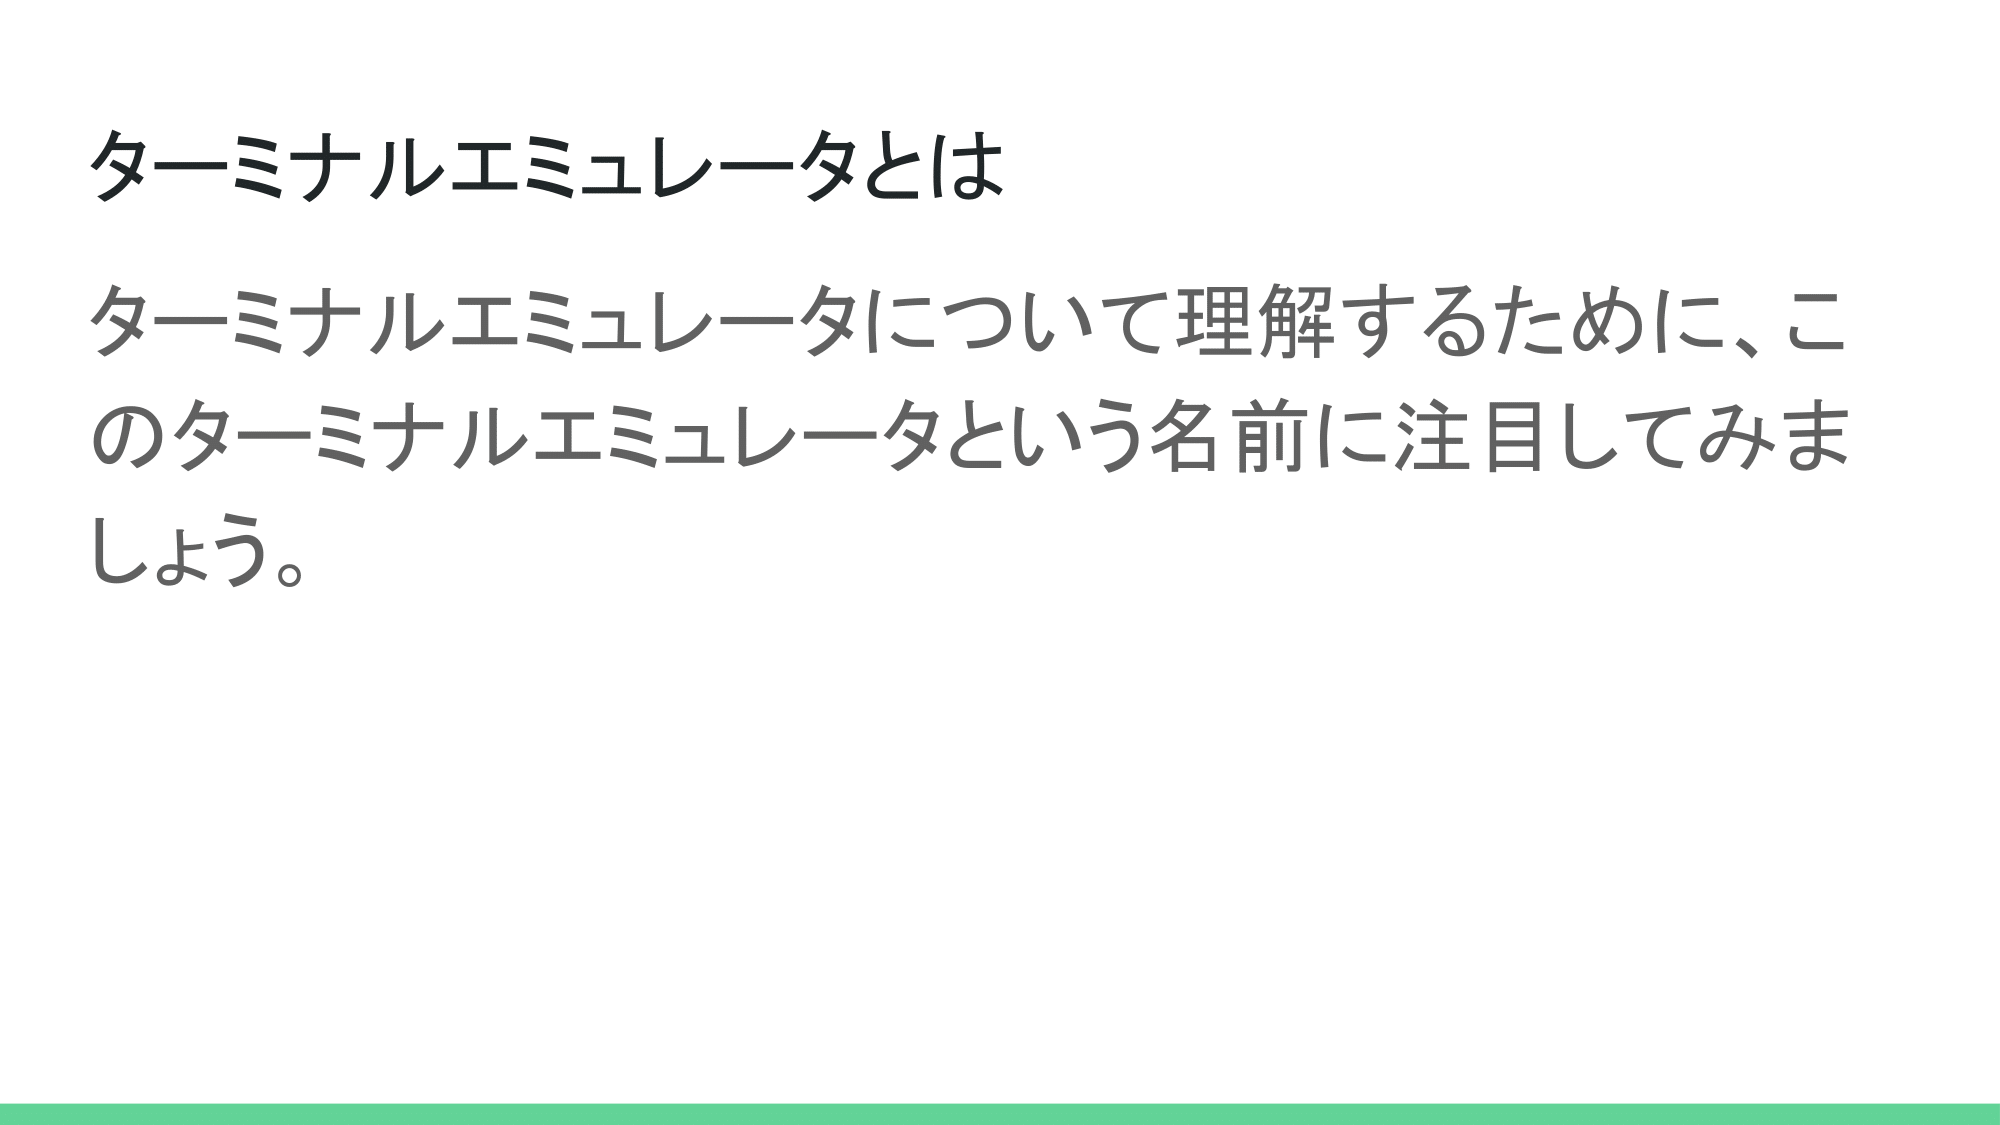 ターミナルエミュレータとは
ターミナルエミュレータについて理解するために、こ
のターミナルエミュレータという名前に注目してみま
しょう。